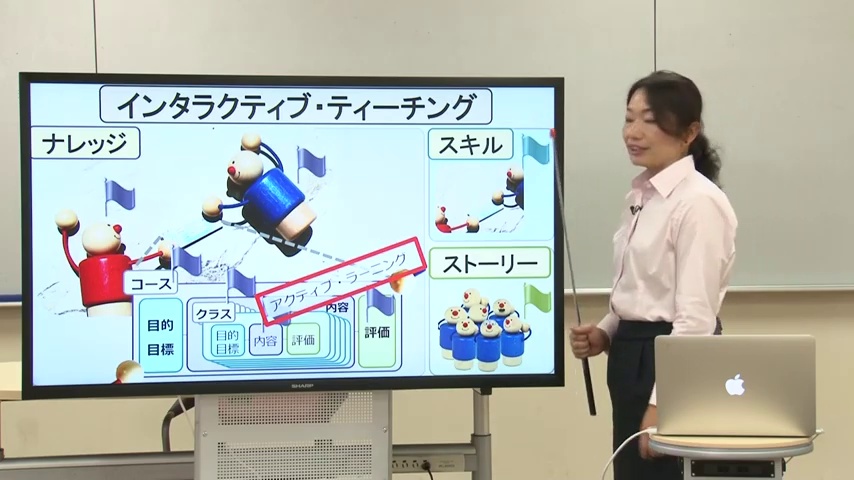 インタラクティブ・ティーチング
ナレッジ
スキル
ストーリー
コース
アクティブ・ラーニング
目的
目標
クラス
内容
目的
目標
内容
評価
評価
SHARP